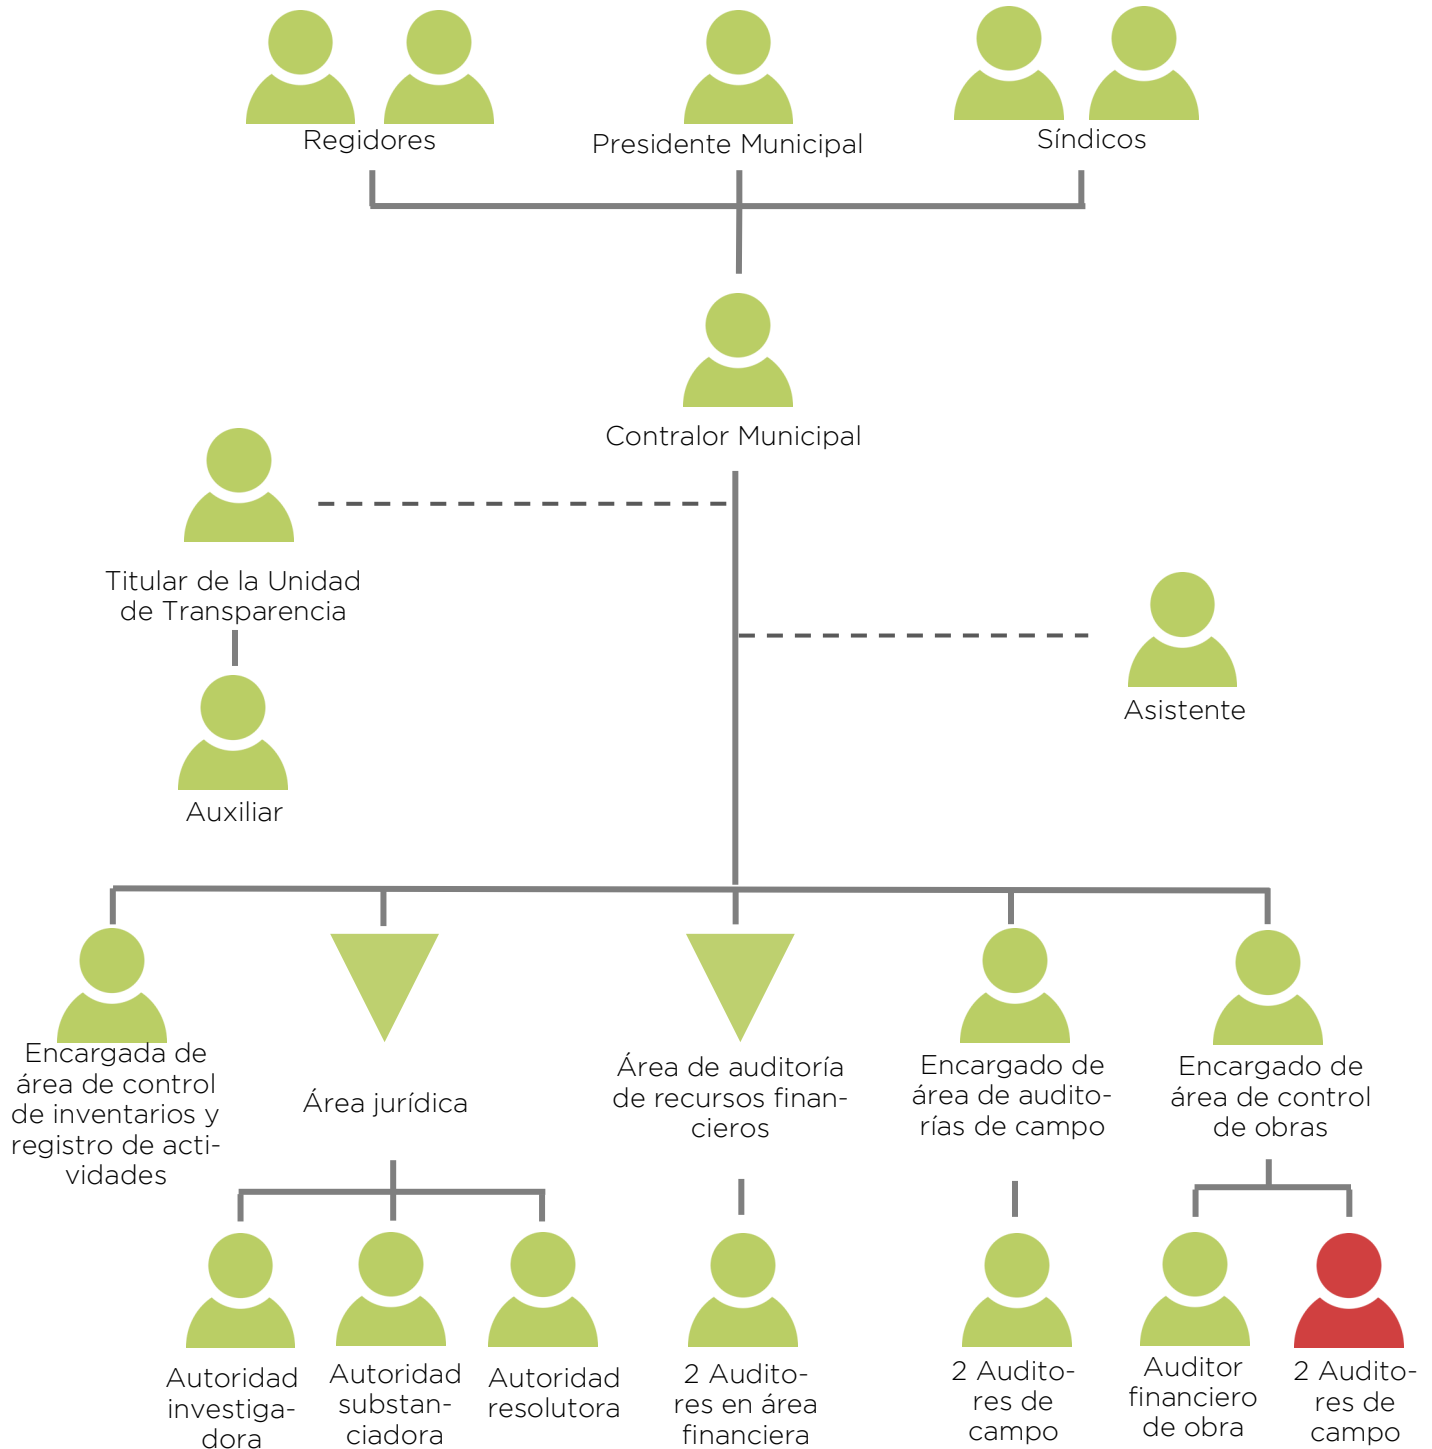 Regidores
Presidente Municipal
Síndicos
Contralor Municipal
Titular de la Unidad
de Transparencia
Asistente
Auxiliar
Encargada de
área de control
de inventarios y
registro de acti-
vidades
Área jurídica
Área de auditoría
de recursos finan-
cieros
Encargado de
área de audito-
rías de campo
Encargado de
área de control
de obras
Autoridad
investiga-
dora
Autoridad
substan-
ciadora
Autoridad
resolutora
2 Audito-
res en área
financiera
2 Audito-
res de
campo
Auditor
financiero
de obra
2 Audito-
res de
campo